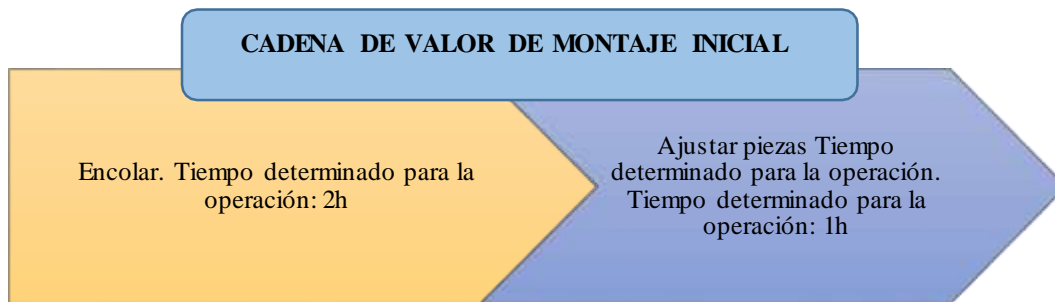 CADENA DE VALOR DE MONTAJE INICIAL
Encolar. Tiempo determinado para la
operación: 2h
Ajustar piezas Tiempo
determinado para la operación.
Tiempo determinado para la
operación: 1h